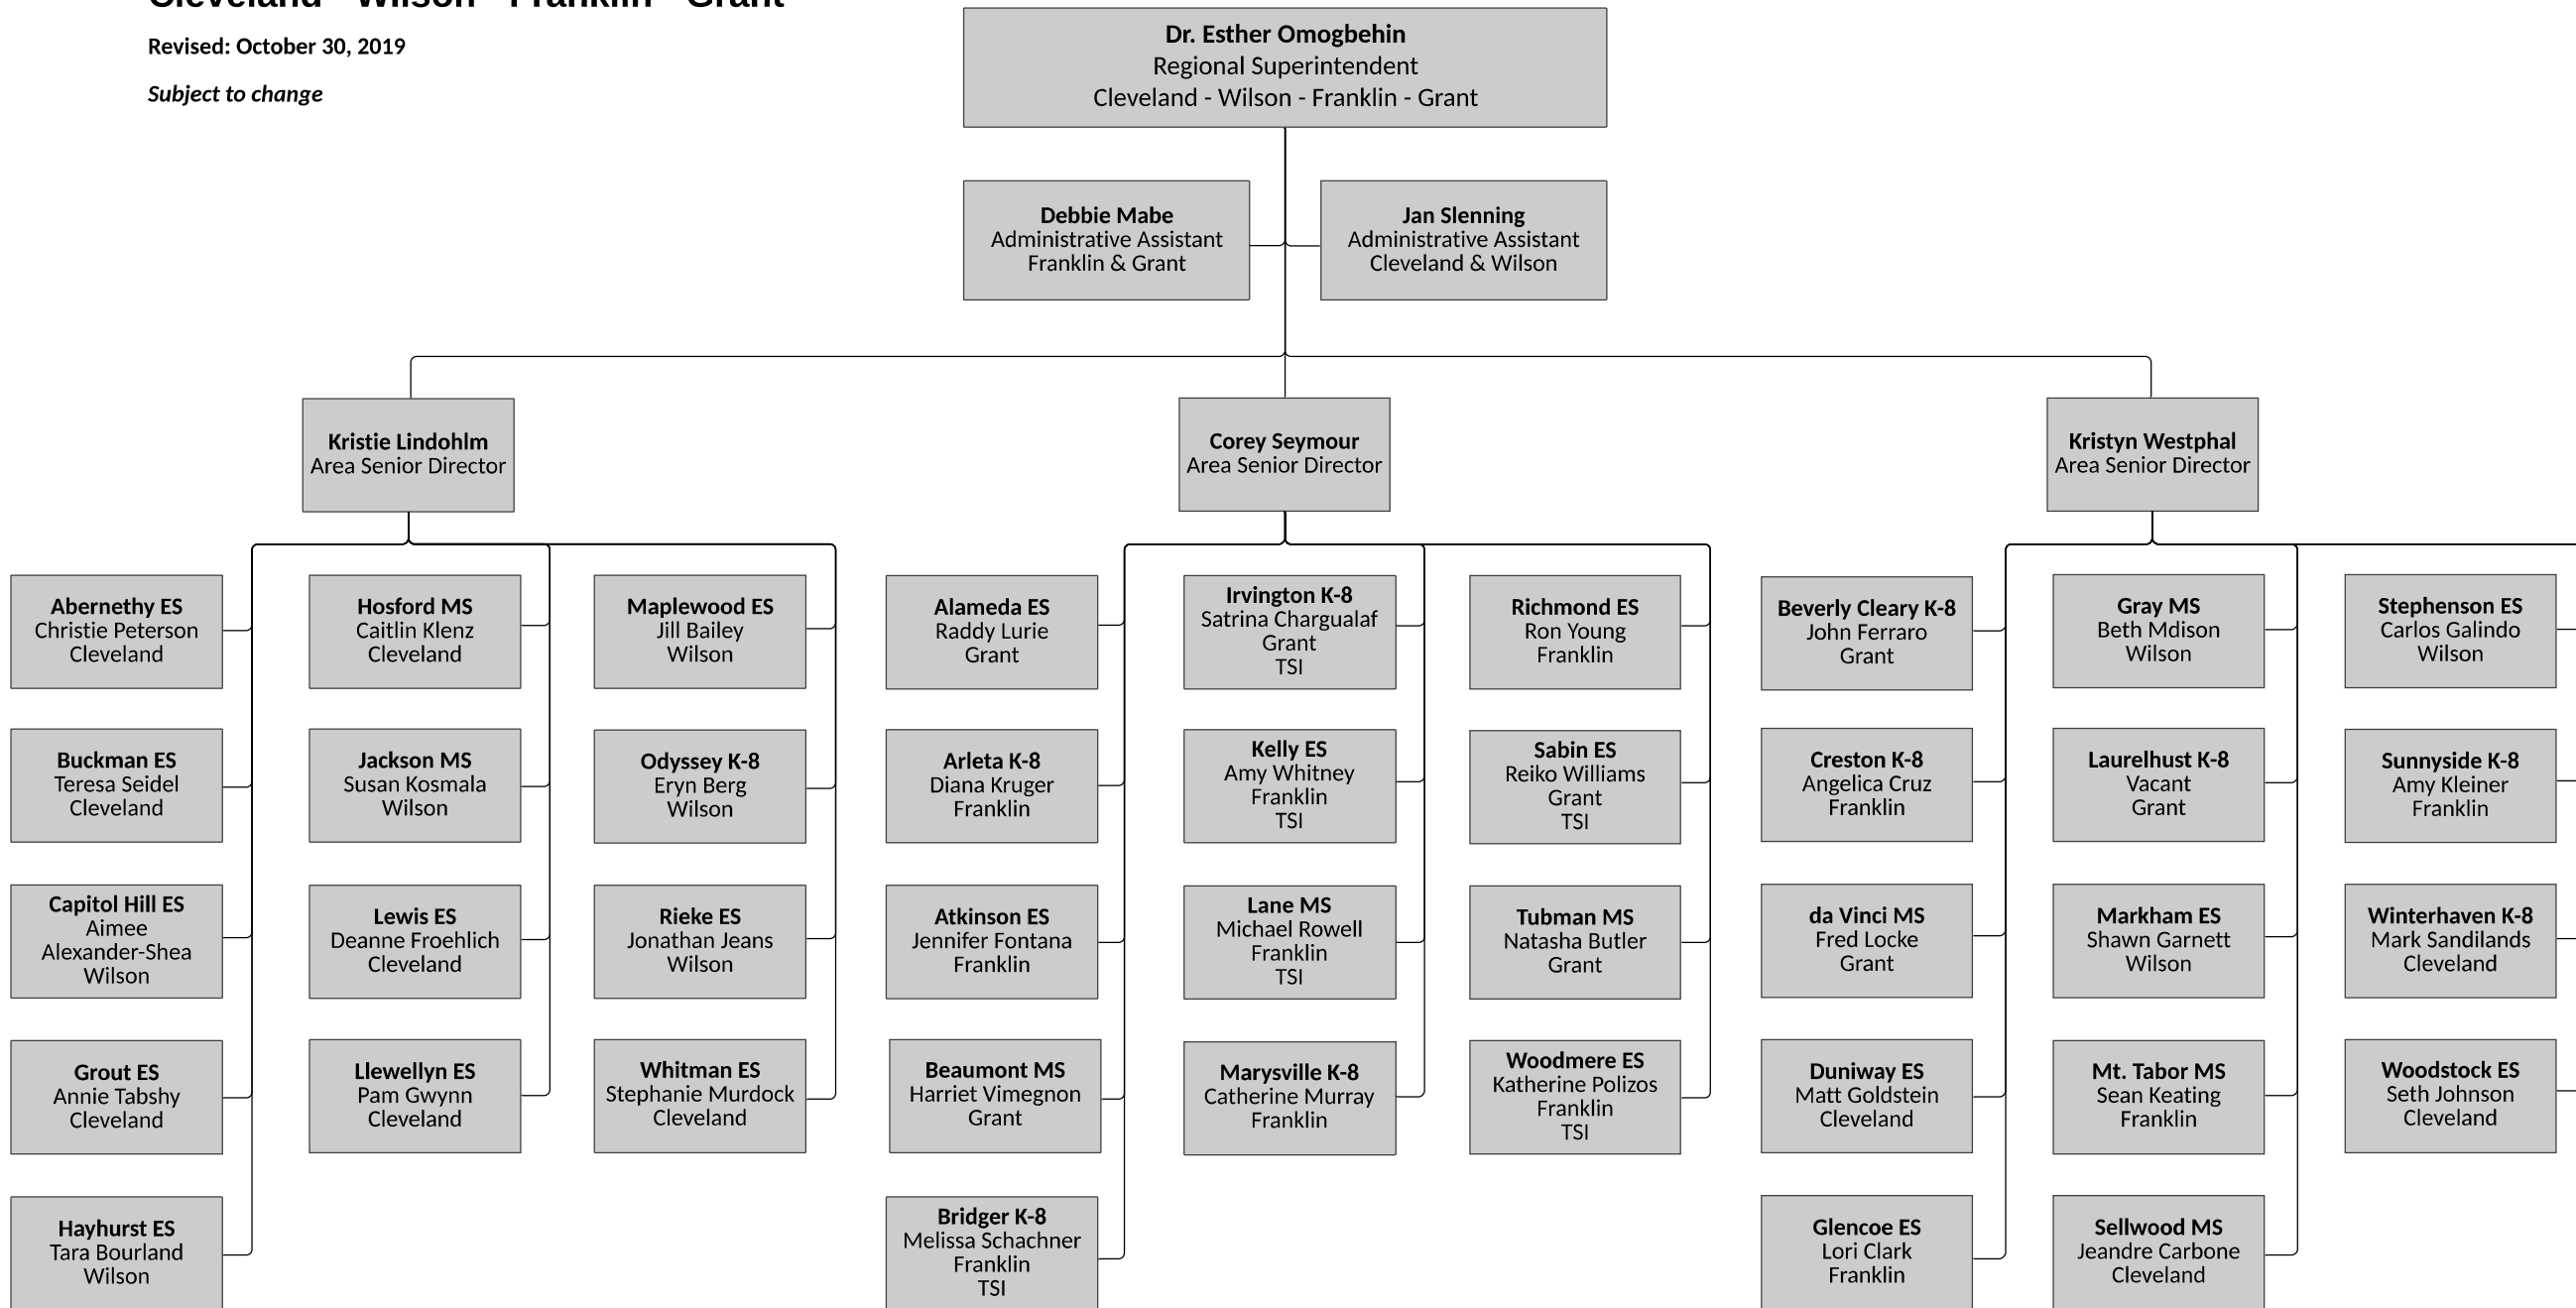 Cleveland - Wilson - Franklin - Grant
Revised: October 30, 2019
Subject to change
Dr. Esther Omogbehin
Regional Superintendent
Cleveland - Wilson - Franklin - Grant
Debbie Mabe
Administrative Assistant
Franklin & Grant
Jan Slenning
Administrative Assistant
Cleveland & Wilson
Kristie Lindohlm
Area Senior Director
Corey Seymour
Area Senior Director
Kristyn Westphal
Area Senior Director
Abernethy ES
Christie Peterson
Cleveland
Buckman ES
Teresa Seidel
Cleveland
Capitol Hill ES
Aimee
Alexander-Shea
Wilson
Grout ES
Annie Tabshy
Cleveland
Hayhurst ES
Tara Bourland
Wilson
Hosford MS
Caitlin Klenz
Cleveland
Jackson MS
Susan Kosmala
Wilson
Lewis ES
Deanne Froehlich
Cleveland
Llewellyn ES
Pam Gwynn
Cleveland
Maplewood ES
Jill Bailey
Wilson
Odyssey K-8
Eryn Berg
Wilson
Rieke ES
Jonathan Jeans
Wilson
Whitman ES
Stephanie Murdock
Cleveland
Alameda ES
Raddy Lurie
Grant
Arleta K-8
Diana Kruger
Franklin
Atkinson ES
Jennifer Fontana
Franklin
Beaumont MS
Harriet Vimegnon
Grant
Bridger K-8
Melissa Schachner
Franklin
TSI
Irvington K-8
Satrina Chargualaf
Grant
TSI
Kelly ES
Amy Whitney
Franklin
TSI
Lane MS
Michael Rowell
Franklin
TSI
Marysville K-8
Catherine Murray
Franklin
Richmond ES
Ron Young
Franklin
Sabin ES
Reiko Williams
Grant
TSI
Tubman MS
Natasha Butler
Grant
Woodmere ES
Katherine Polizos
Franklin
TSI
Beverly Cleary K-8
John Ferraro
Grant
Creston K-8
Angelica Cruz
Franklin
da Vinci MS
Fred Locke
Grant
Duniway ES
Matt Goldstein
Cleveland
Glencoe ES
Lori Clark
Franklin
Gray MS
Beth Mdison
Wilson
Laurelhust K-8
Vacant
Grant
Markham ES
Shawn Garnett
Wilson
Mt. Tabor MS
Sean Keating
Franklin
Sellwood MS
Jeandre Carbone
Cleveland
Stephenson ES
Carlos Galindo
Wilson
Sunnyside K-8
Amy Kleiner
Franklin
Winterhaven K-8
Mark Sandilands
Cleveland
Woodstock ES
Seth Johnson
Cleveland